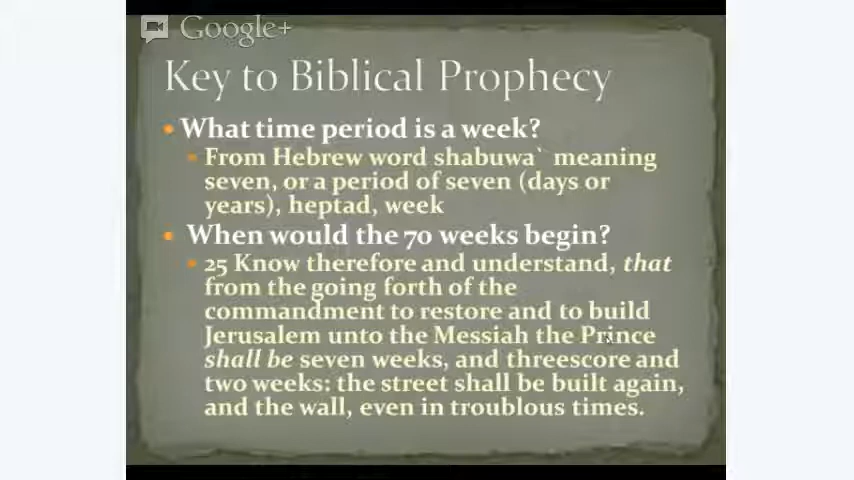 Google+
Key to Biblical Prophecy
• What time period is a week?
• From Hebrew word shabuwa` meaning
seven, or a period of seven (days or
years), heptad, week
• When would the 70 weeks begin?
• 25 Know therefore and understand, that
from the going forth of the
commandment to restore and to build
Jerusalem unto the Messiah the Prince
shall be seven weeks, and threescore and
two weeks: the street shall be built again,
and the wall, even in troublous times.